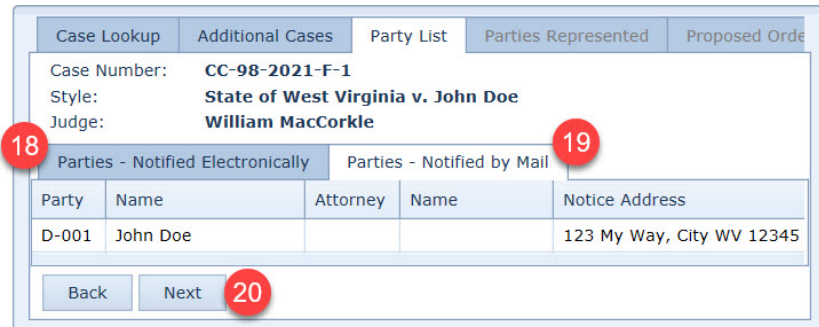 Case Lookup Additional Cases Party List Parties Represented Proposed Orde
Case Number: CC-98-2021-F-1
Style: State of West Virginia v. John Doe
Judge: William MacCorkle
18 19
Parties - Notified Electronically Parties - Notified by Mail
Party Name Attorney Name Notice Address
D-001 John Doe 123 My Way, City WV 12345
Back Next 20